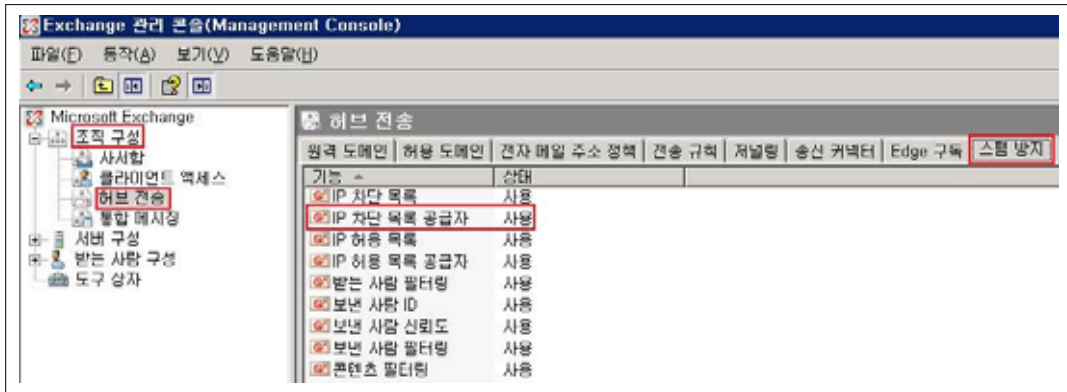 Exchange 관리 콘솔(Management Console)
파일(F) 동작(A) 보기(V) 도움말(H)
Microsoft Exchange
조직 구성
사서함
클라이언트 액세스
허브 전송
통합 메시징
서버 구성
받는 사람 구성
도구 상자
허브 전송
원격 도메인 허용 도메인 전자 메일 주소 정책 전송 규칙 저널링 송신 커넥터 Edge 구독 스팸 방지
기능 상태
IP 차단 목록 사용
IP 차단 목록 공급자 사용
IP 허용 목록 사용
IP 허용 목록 공급자 사용
받는 사람 필터링 사용
보낸 사람 ID 사용
보낸 사람 신뢰도 사용
보낸 사람 필터링 사용
콘텐츠 필터링 사용